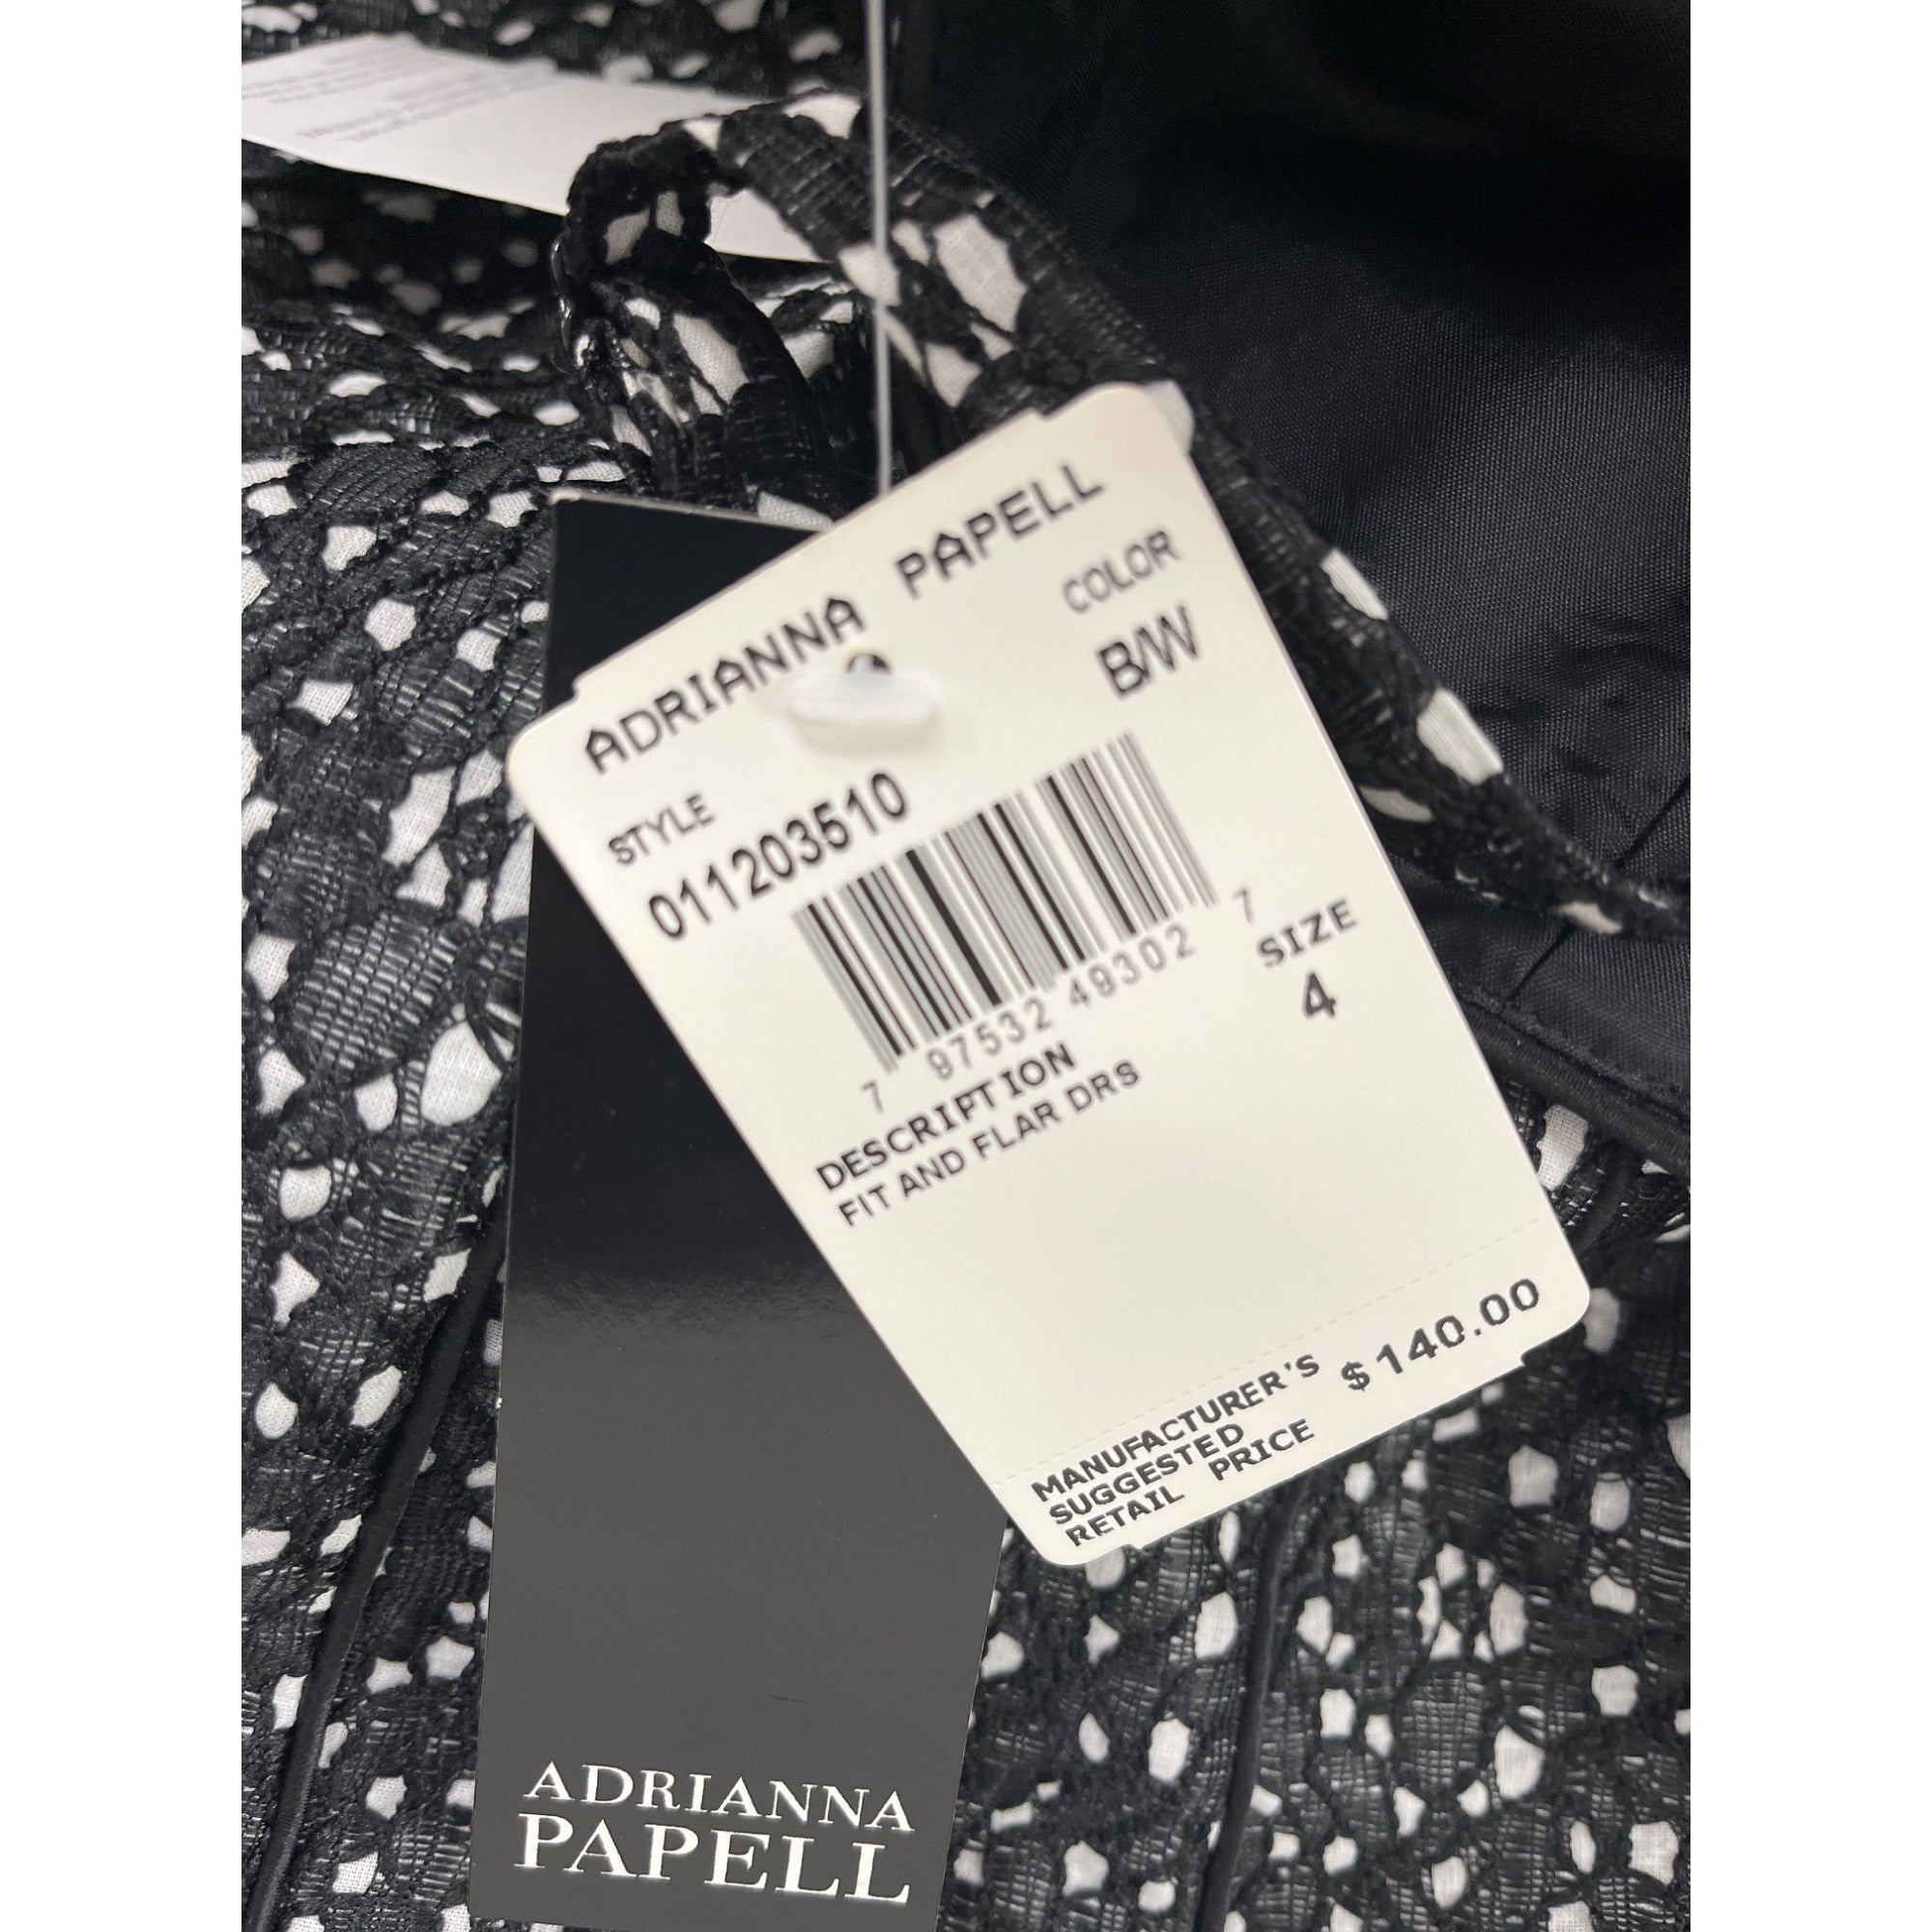 ADRIANNA PAPELL
COLOR
B/W
STYLE
011203510
7 97532 49302 7
SIZE
4
DESCRIPTION
FIT AND FLAR DRS
MANUFACTURER'S
SUGGESTED
RETAIL PRICE
$140.00
ADRIANNA
PAPELL